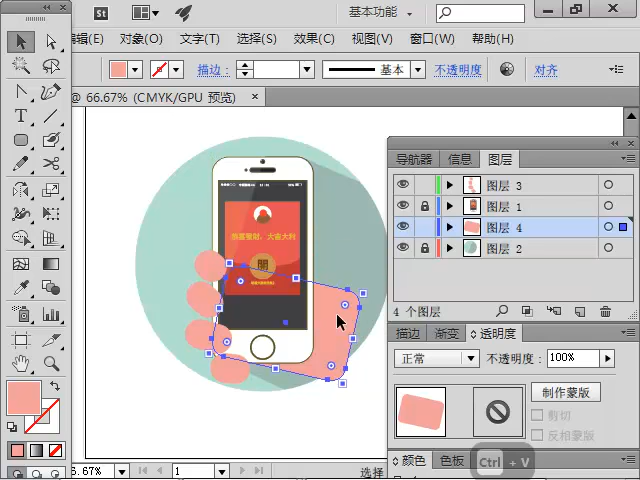 St
基本功能
编辑(E) 对象(O) 文字(T) 选择(S) 效果(C) 视图(V) 窗口(W) 帮助(H)
描边:
基本
不透明度
对齐
@ 66.67% (CMYK/GPU 预览) ×
导航器 信息 图层
图层 3
图层 1
图层 4
图层 2
4 个图层
恭喜發財,大吉大利
開
描边 渐变 透明度
正常
不透明度: 100%
制作蒙版
剪切
反相蒙版
颜色 色板
Ctrl + V
6.67%
1
选择